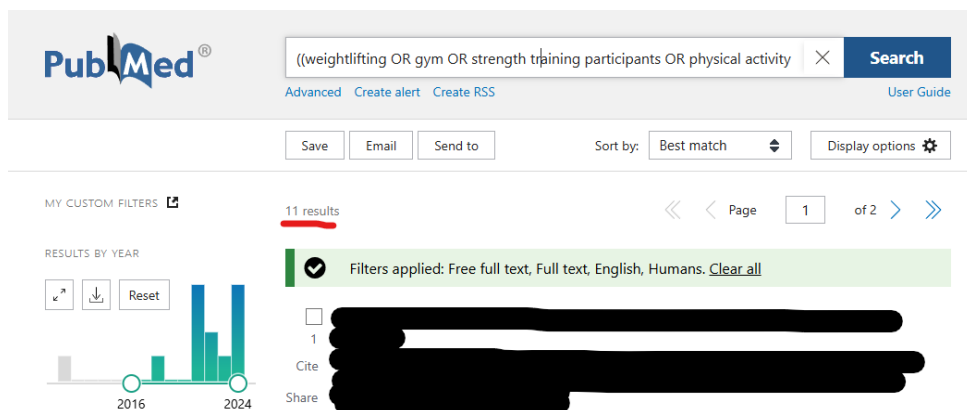 PubMed®
((weightlifting OR gym OR strength training participants OR physical activity
Search
Advanced Create alert Create RSS User Guide
Save Email Send to Sort by: Best match Display options
MY CUSTOM FILTERS
11 results Page 1 of 2
RESULTS BY YEAR
Filters applied: Free full text, Full text, English, Humans. Clear all
Reset
1
Cite
Share
2016 2024